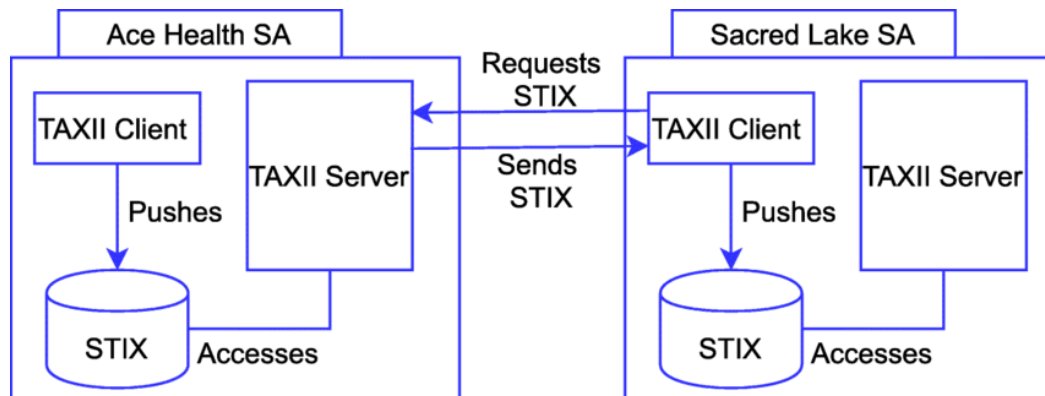 Ace Health SA
Sacred Lake SA
Requests
STIX
TAXII Client
TAXII Server
Sends
STIX
TAXII Client
TAXII Server
Pushes
Pushes
STIX
Accesses
STIX
Accesses